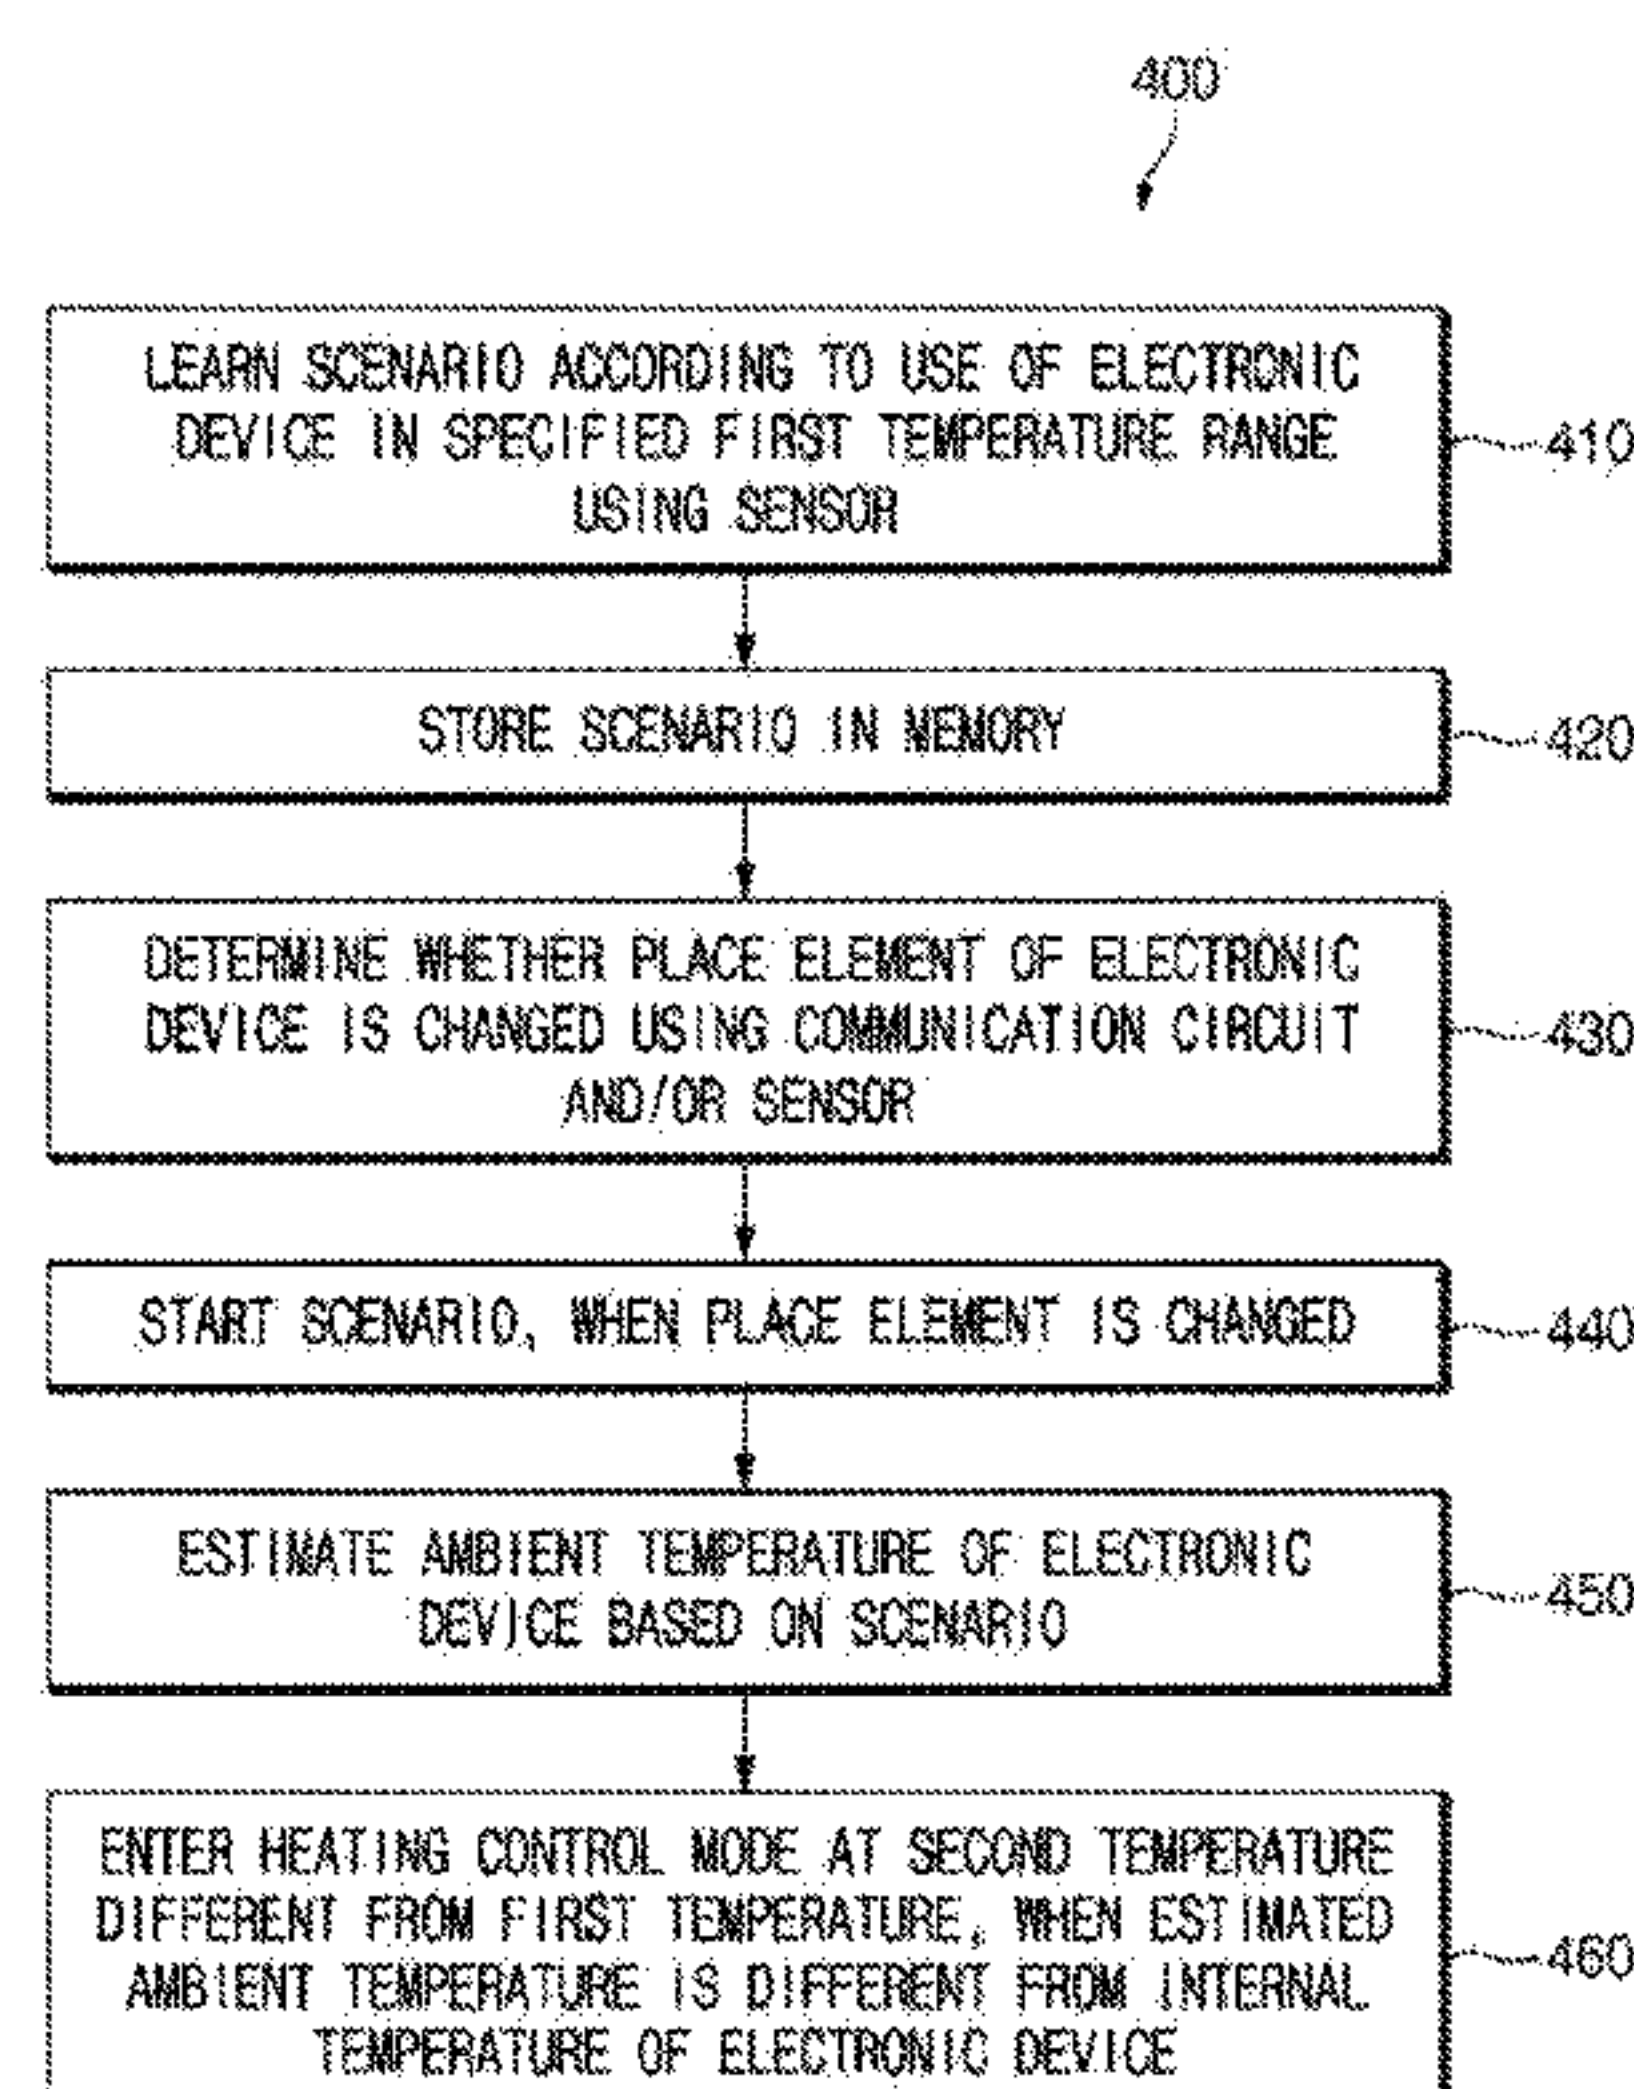 400
LEARN SCENARIO ACCORDING TO USE OF ELECTRONIC
DEVICE IN SPECIFIED FIRST TEMPERATURE RANGE
USING SENSOR
410
STORE SCENARIO IN MEMORY
420
DETERMINE WHETHER PLACE ELEMENT OF ELECTRONIC
DEVICE IS CHANGED USING COMMUNICATION CIRCUIT
AND/OR SENSOR
430
START SCENARIO, WHEN PLACE ELEMENT IS CHANGED
440
ESTIMATE AMBIENT TEMPERATURE OF ELECTRONIC
DEVICE BASED ON SCENARIO
450
ENTER HEATING CONTROL MODE AT SECOND TEMPERATURE
DIFFERENT FROM FIRST TEMPERATURE, WHEN ESTIMATED
AMBIENT TEMPERATURE IS DIFFERENT FROM INTERNAL
TEMPERATURE OF ELECTRONIC DEVICE
460